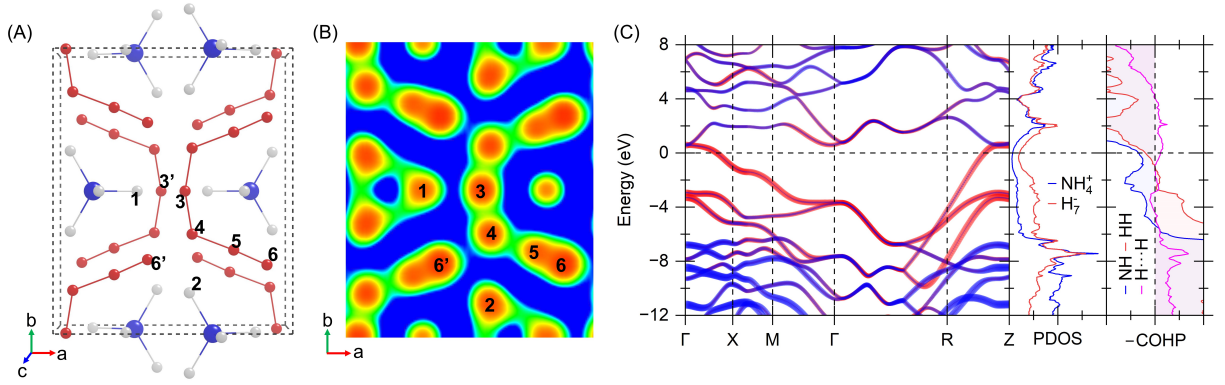 (A)
3'
1
3
4
5
6
6'
2
b
a
c
(B)
1
3
4
5
6
6'
2
b
a
(C)
Energy (eV)
8
4
0
−4
−8
−12
Γ
X
M
Γ
R
Z
NH₄⁺
H₇
PDOS
NH HH
H···H
−COHP